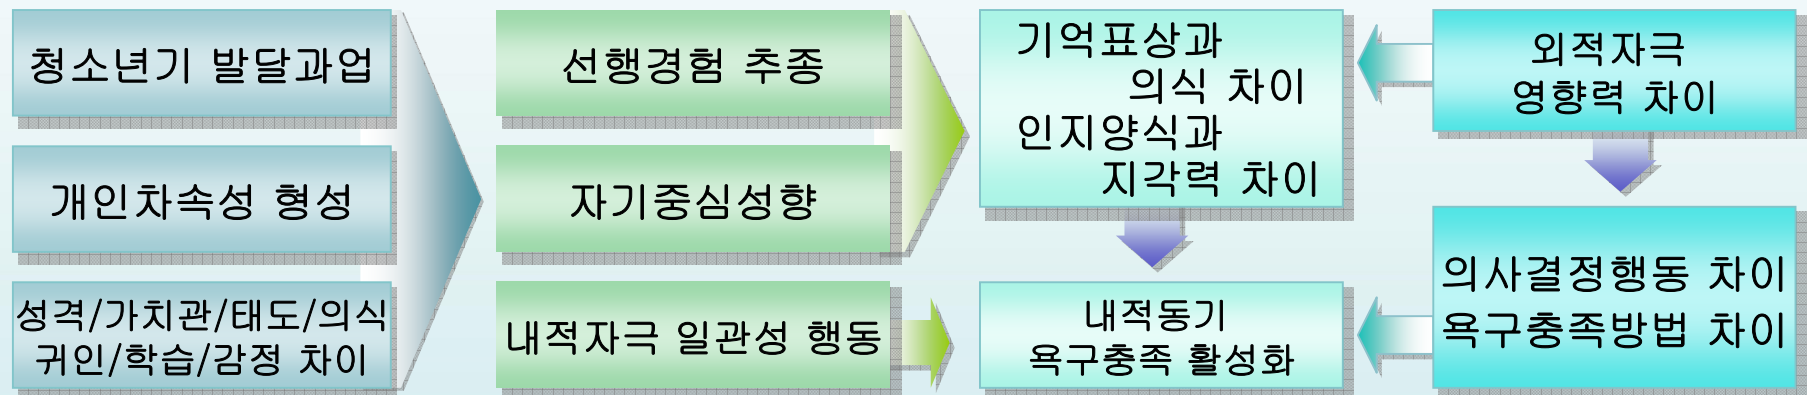 청소년기 발달과업
개인차속성 형성
성격/가치관/태도/의식
귀인/학습/감정 차이
선행경험 추종
자기중심성향
내적자극 일관성 행동
기억표상과
의식 차이
인지양식과
지각력 차이
내적동기
욕구충족 활성화
외적자극
영향력 차이
의사결정행동 차이
욕구충족방법 차이